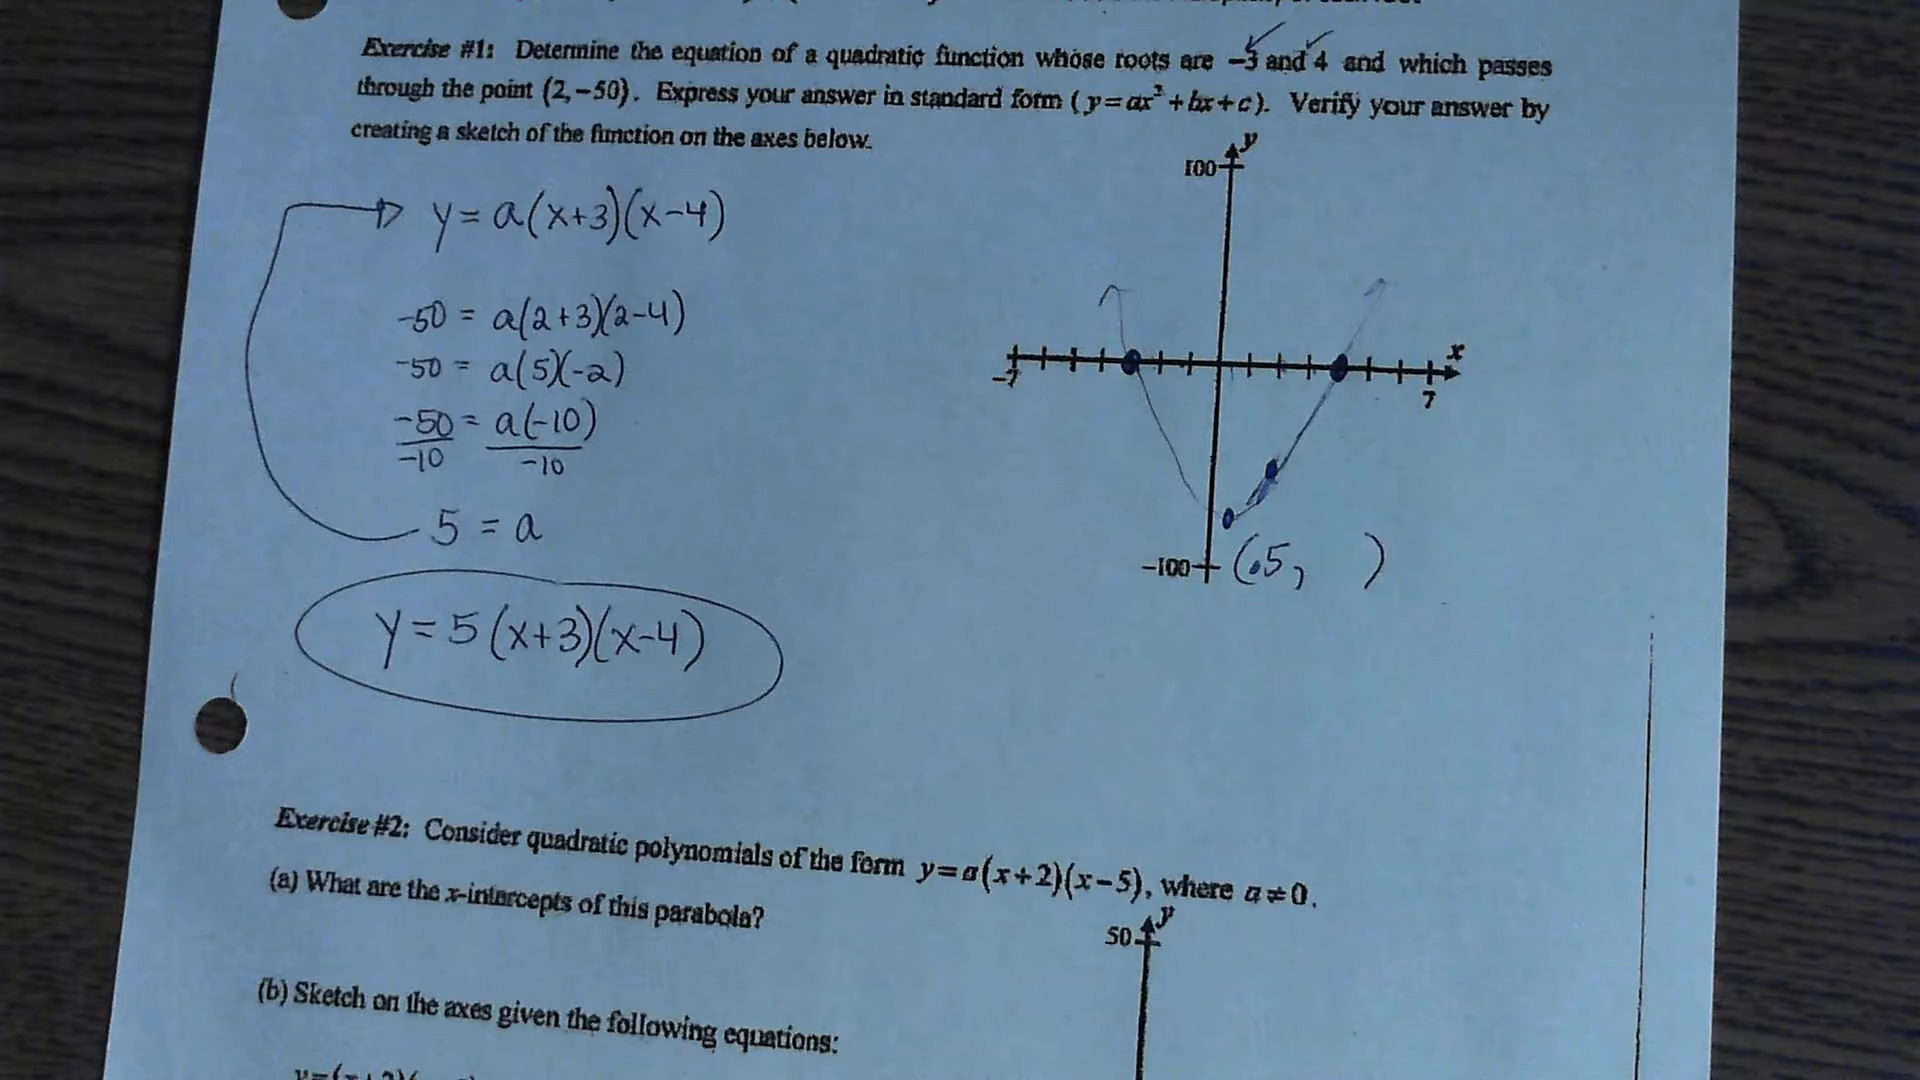 Exercise #1: Determine the equation of a quadratic function whose roots are -3 and 4 and which passes
through the point (2, -50). Express your answer in standard form (y = ax² + bx + c). Verify your answer by
creating a sketch of the function on the axes below.
y
100
y = a(x+3)(x-4)
-50 = a(2+3)(2-4)
-50 = a(5)(-2)
-50 = a(-10)
-10 -10
x
-7
7
5 = a
-100
(.5, )
y = 5(x+3)(x-4)
Exercise #2: Consider quadratic polynomials of the form y = a(x+2)(x-5), where a ≠ 0.
(a) What are the x-intercepts of this parabola?
y
50
(b) Sketch on the axes given the following equations: